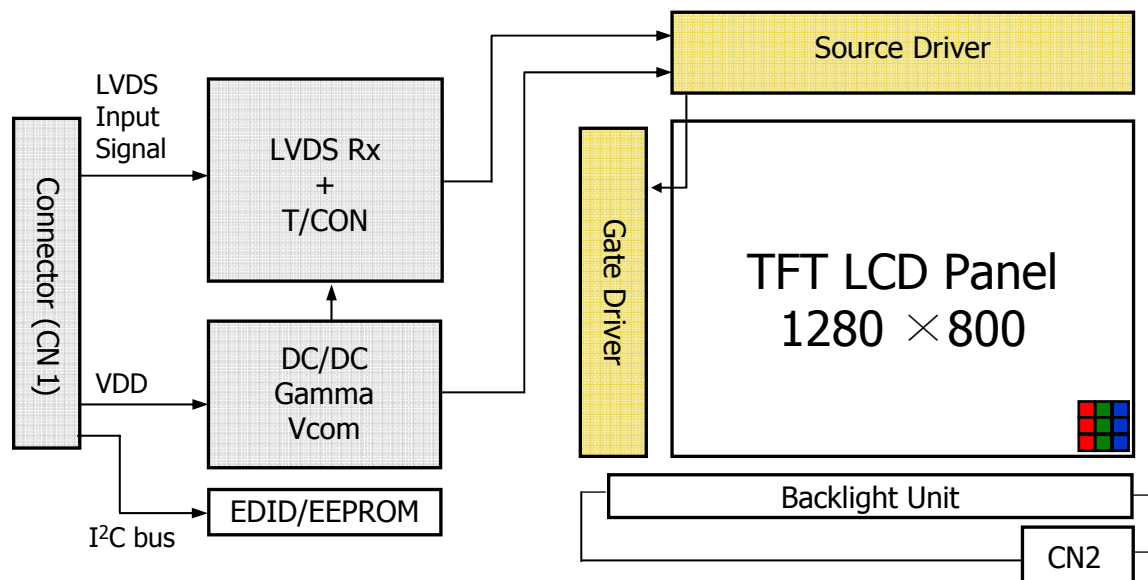 Source Driver
LVDS
Input
Signal
LVDS Rx
+
T/CON
Connector (CN 1)
Gate Driver
TFT LCD Panel
1280 ×800
VDD
DC/DC
Gamma
Vcom
Backlight Unit
EDID/EEPROM
I²C bus
CN2